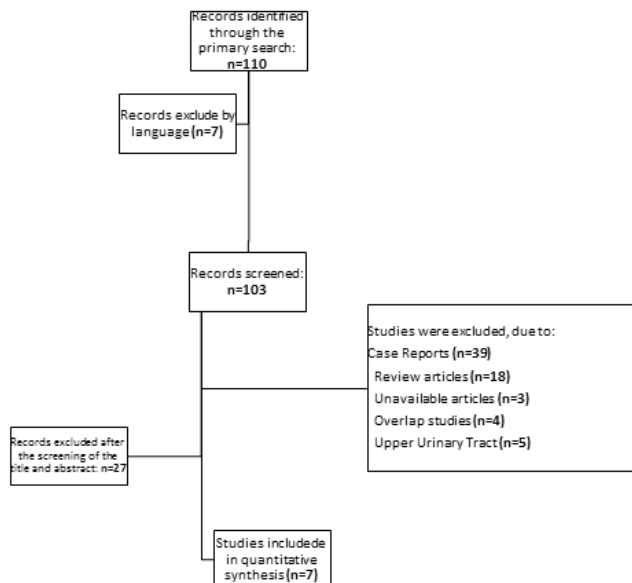 Records identified
through the
primary search:
n=110
Records exclude by
language (n=7)
Records screened:
n=103
Studies were excluded, due to:
Case Reports (n=39)
Review articles (n=18)
Unavailable articles (n=3)
Overlap studies (n=4)
Upper Urinary Tract (n=5)
Records excluded after
the screening of the
title and abstract: n=27
Studies includede
in quantitative
synthesis (n=7)